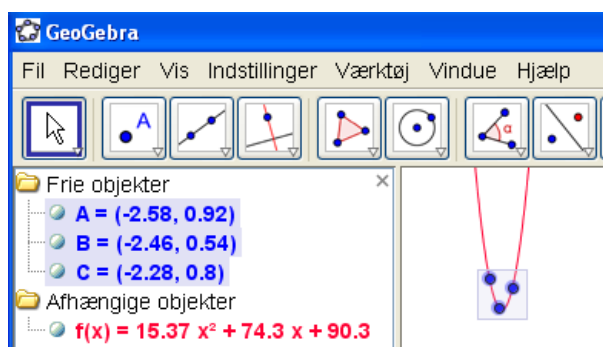 GeoGebra
Fil Rediger Vis Indstillinger Værktøj Vindue Hjælp
A α
Frie objekter
A = (-2.58, 0.92)
B = (-2.46, 0.54)
C = (-2.28, 0.8)
Afhængige objekter
f(x) = 15.37 x² + 74.3 x + 90.3